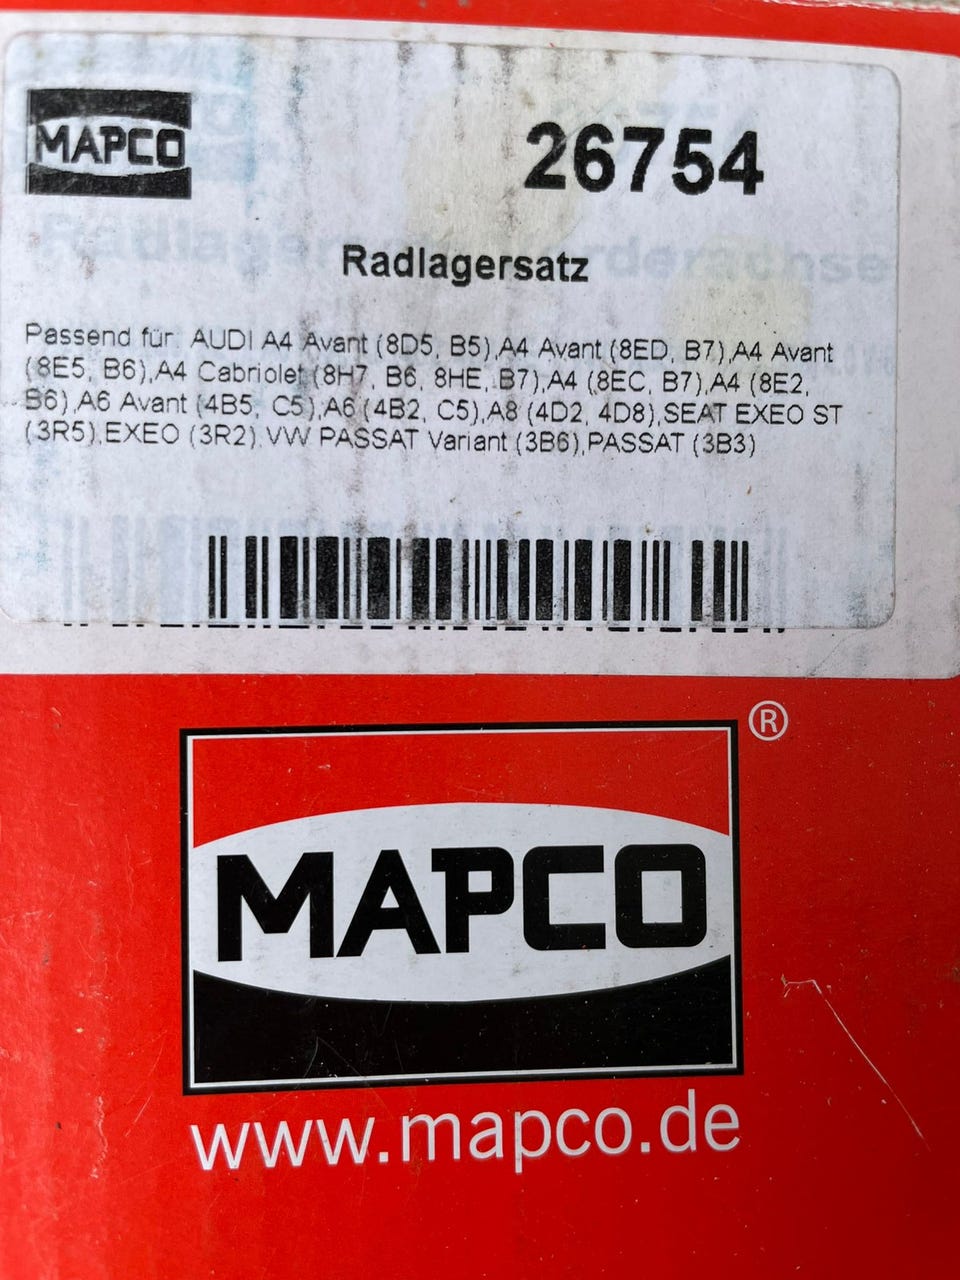 MAPCO
26754
Radlagersatz
Passend für: AUDI A4 Avant (8D5, B5),A4 Avant (8ED, B7),A4 Avant
(8E5, B6),A4 Cabriolet (8H7, B6, 8HE, B7),A4 (8EC, B7),A4 (8E2,
B6),A6 Avant (4B5, C5),A6 (4B2, C5),A8 (4D2, 4D8),SEAT EXEO ST
(3R5),EXEO (3R2),VW PASSAT Variant (3B6),PASSAT (3B3)
MAPCO®
www.mapco.de